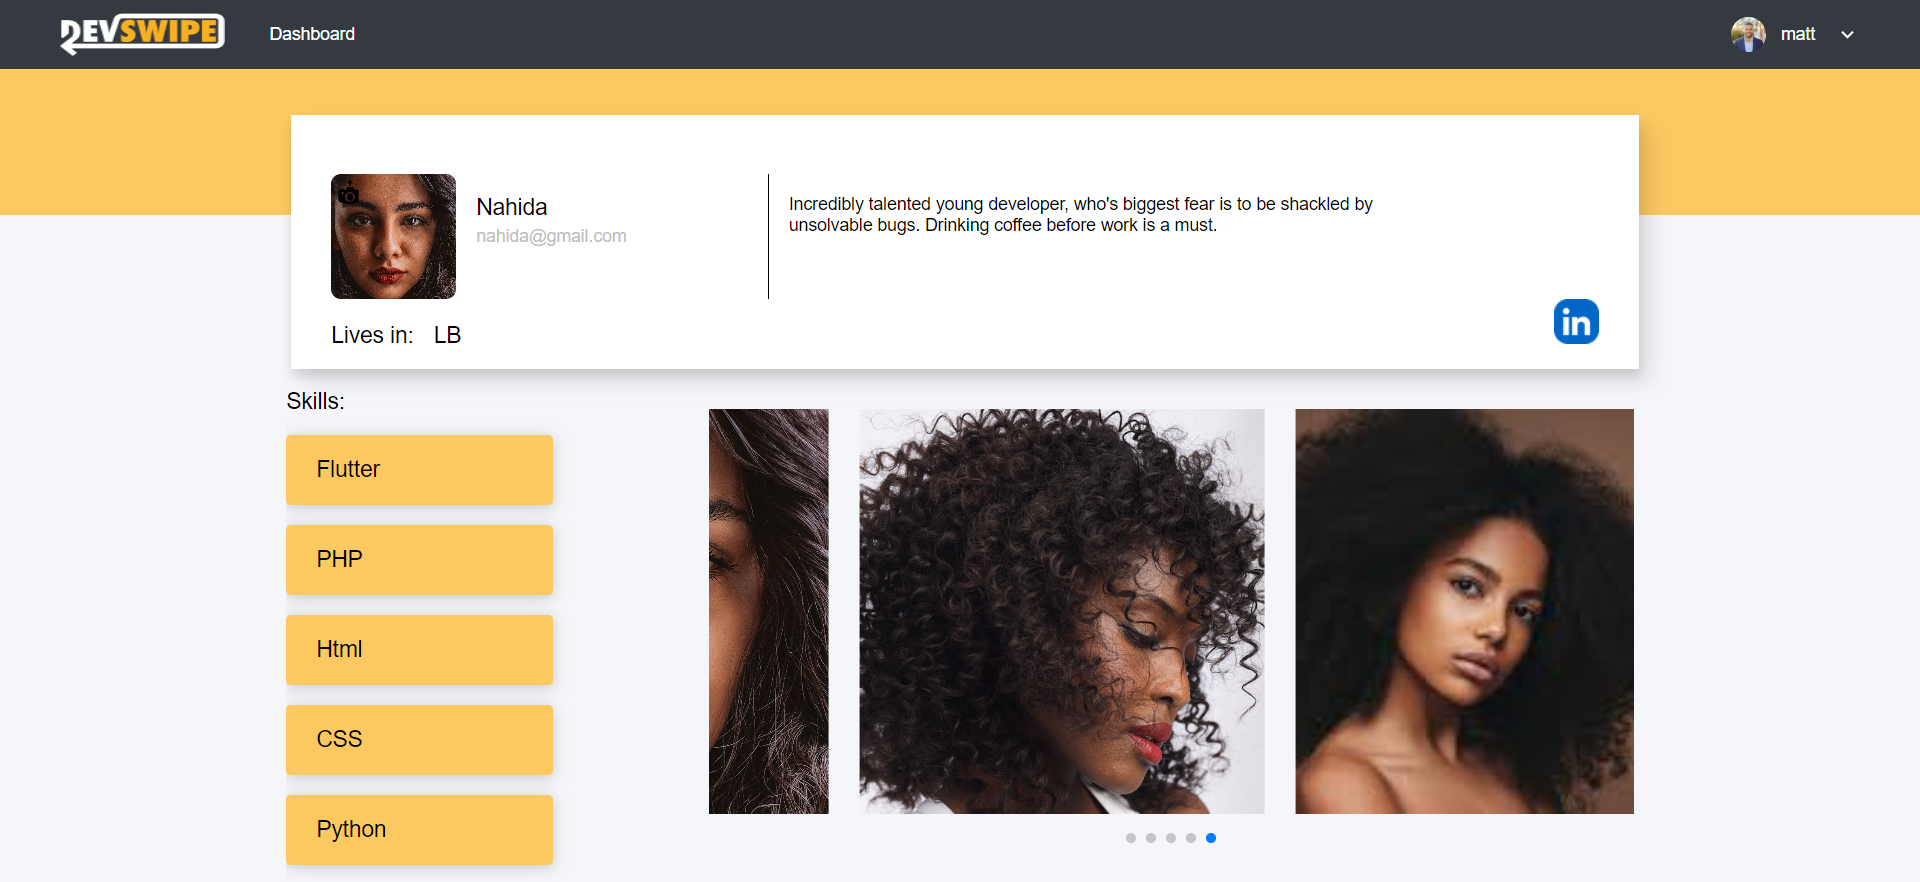 DEVSWIPE
Dashboard
matt
Nahida
nahida@gmail.com
Incredibly talented young developer, who's biggest fear is to be shackled by
unsolvable bugs. Drinking coffee before work is a must.
Lives in: LB
in
Skills:
Flutter
PHP
Html
CSS
Python